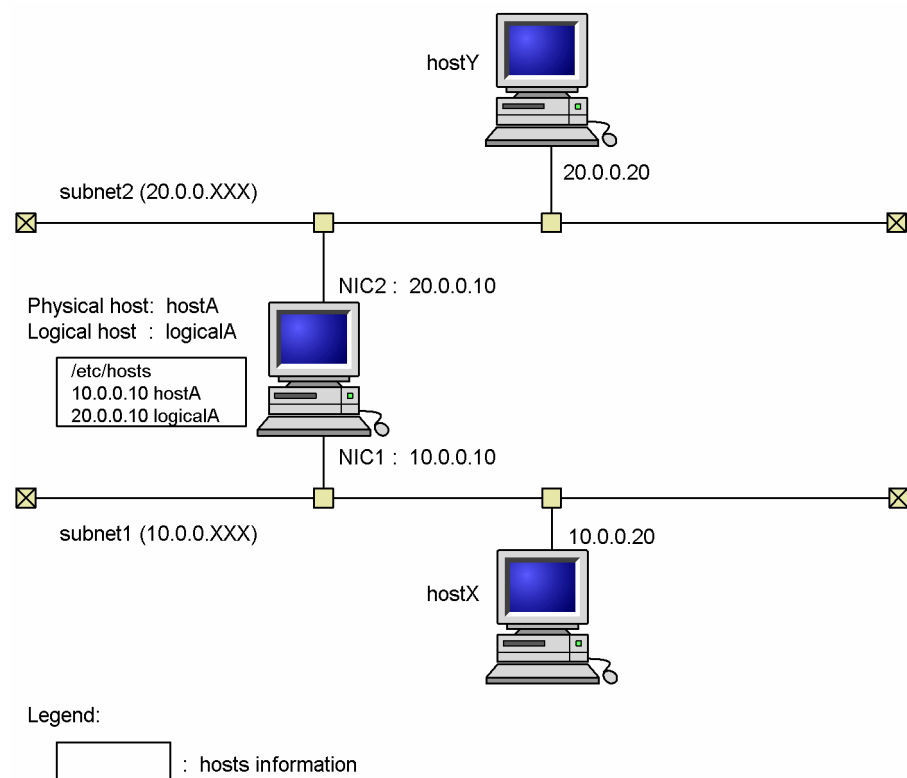 hostY
20.0.0.20
subnet2 (20.0.0.XXX)
NIC2 : 20.0.0.10
Physical host: hostA
Logical host : logicalA
/etc/hosts
10.0.0.10 hostA
20.0.0.10 logicalA
NIC1 : 10.0.0.10
subnet1 (10.0.0.XXX)
10.0.0.20
hostX
Legend:
: hosts information